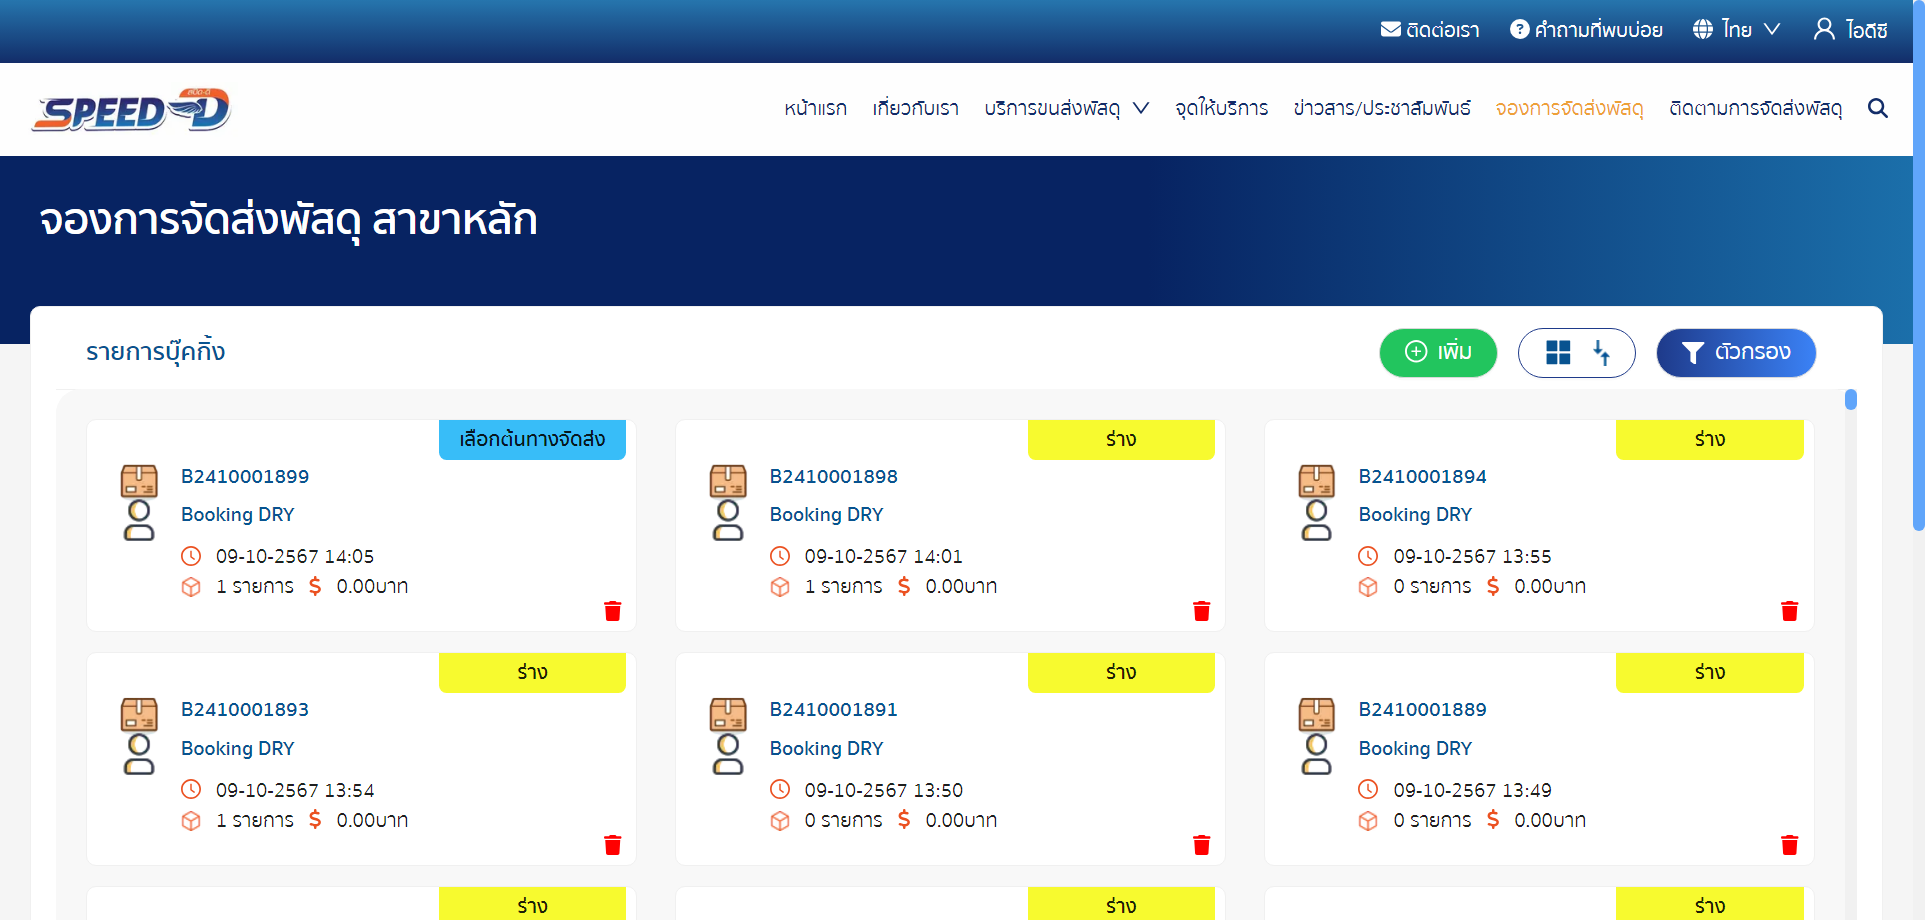 ติดต่อเรา คำถามที่พบบ่อย ไทย ไอดีซี
สปีด-ดี
SPEED-D
หน้าแรก เกี่ยวกับเรา บริการขนส่งพัสดุ จุดให้บริการ ข่าวสาร/ประชาสัมพันธ์ จองการจัดส่งพัสดุ ติดตามการจัดส่งพัสดุ
จองการจัดส่งพัสดุ สาขาหลัก
รายการบุ๊คกิ้ง เพิ่ม ตัวกรอง
เลือกต้นทางจัดส่ง
B2410001899
Booking DRY
09-10-2567 14:05
1 รายการ $ 0.00บาท
ร่าง
B2410001898
Booking DRY
09-10-2567 14:01
1 รายการ $ 0.00บาท
ร่าง
B2410001894
Booking DRY
09-10-2567 13:55
0 รายการ $ 0.00บาท
ร่าง
B2410001893
Booking DRY
09-10-2567 13:54
1 รายการ $ 0.00บาท
ร่าง
B2410001891
Booking DRY
09-10-2567 13:50
0 รายการ $ 0.00บาท
ร่าง
B2410001889
Booking DRY
09-10-2567 13:49
0 รายการ $ 0.00บาท
ร่าง
ร่าง
ร่าง